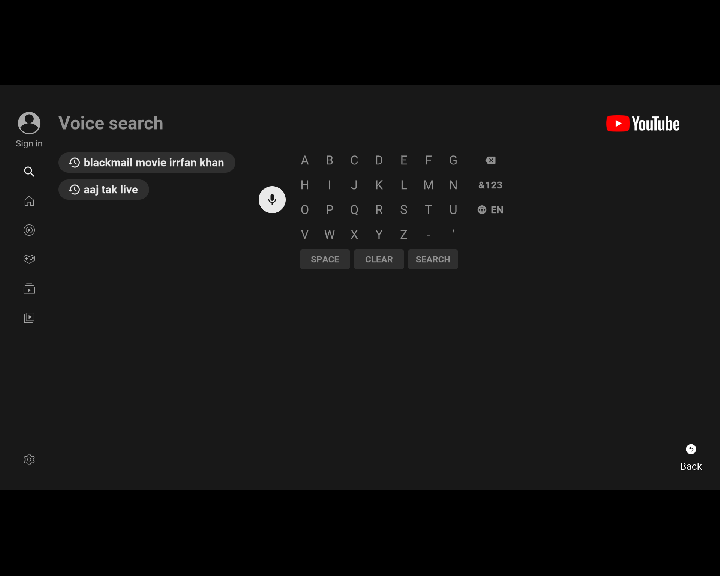 Voice search
YouTube
Sign in
blackmail movie irrfan khan
aaj tak live
A B C D E F G
H I J K L M N &123
O P Q R S T U EN
V W X Y Z - '
SPACE CLEAR SEARCH
Back